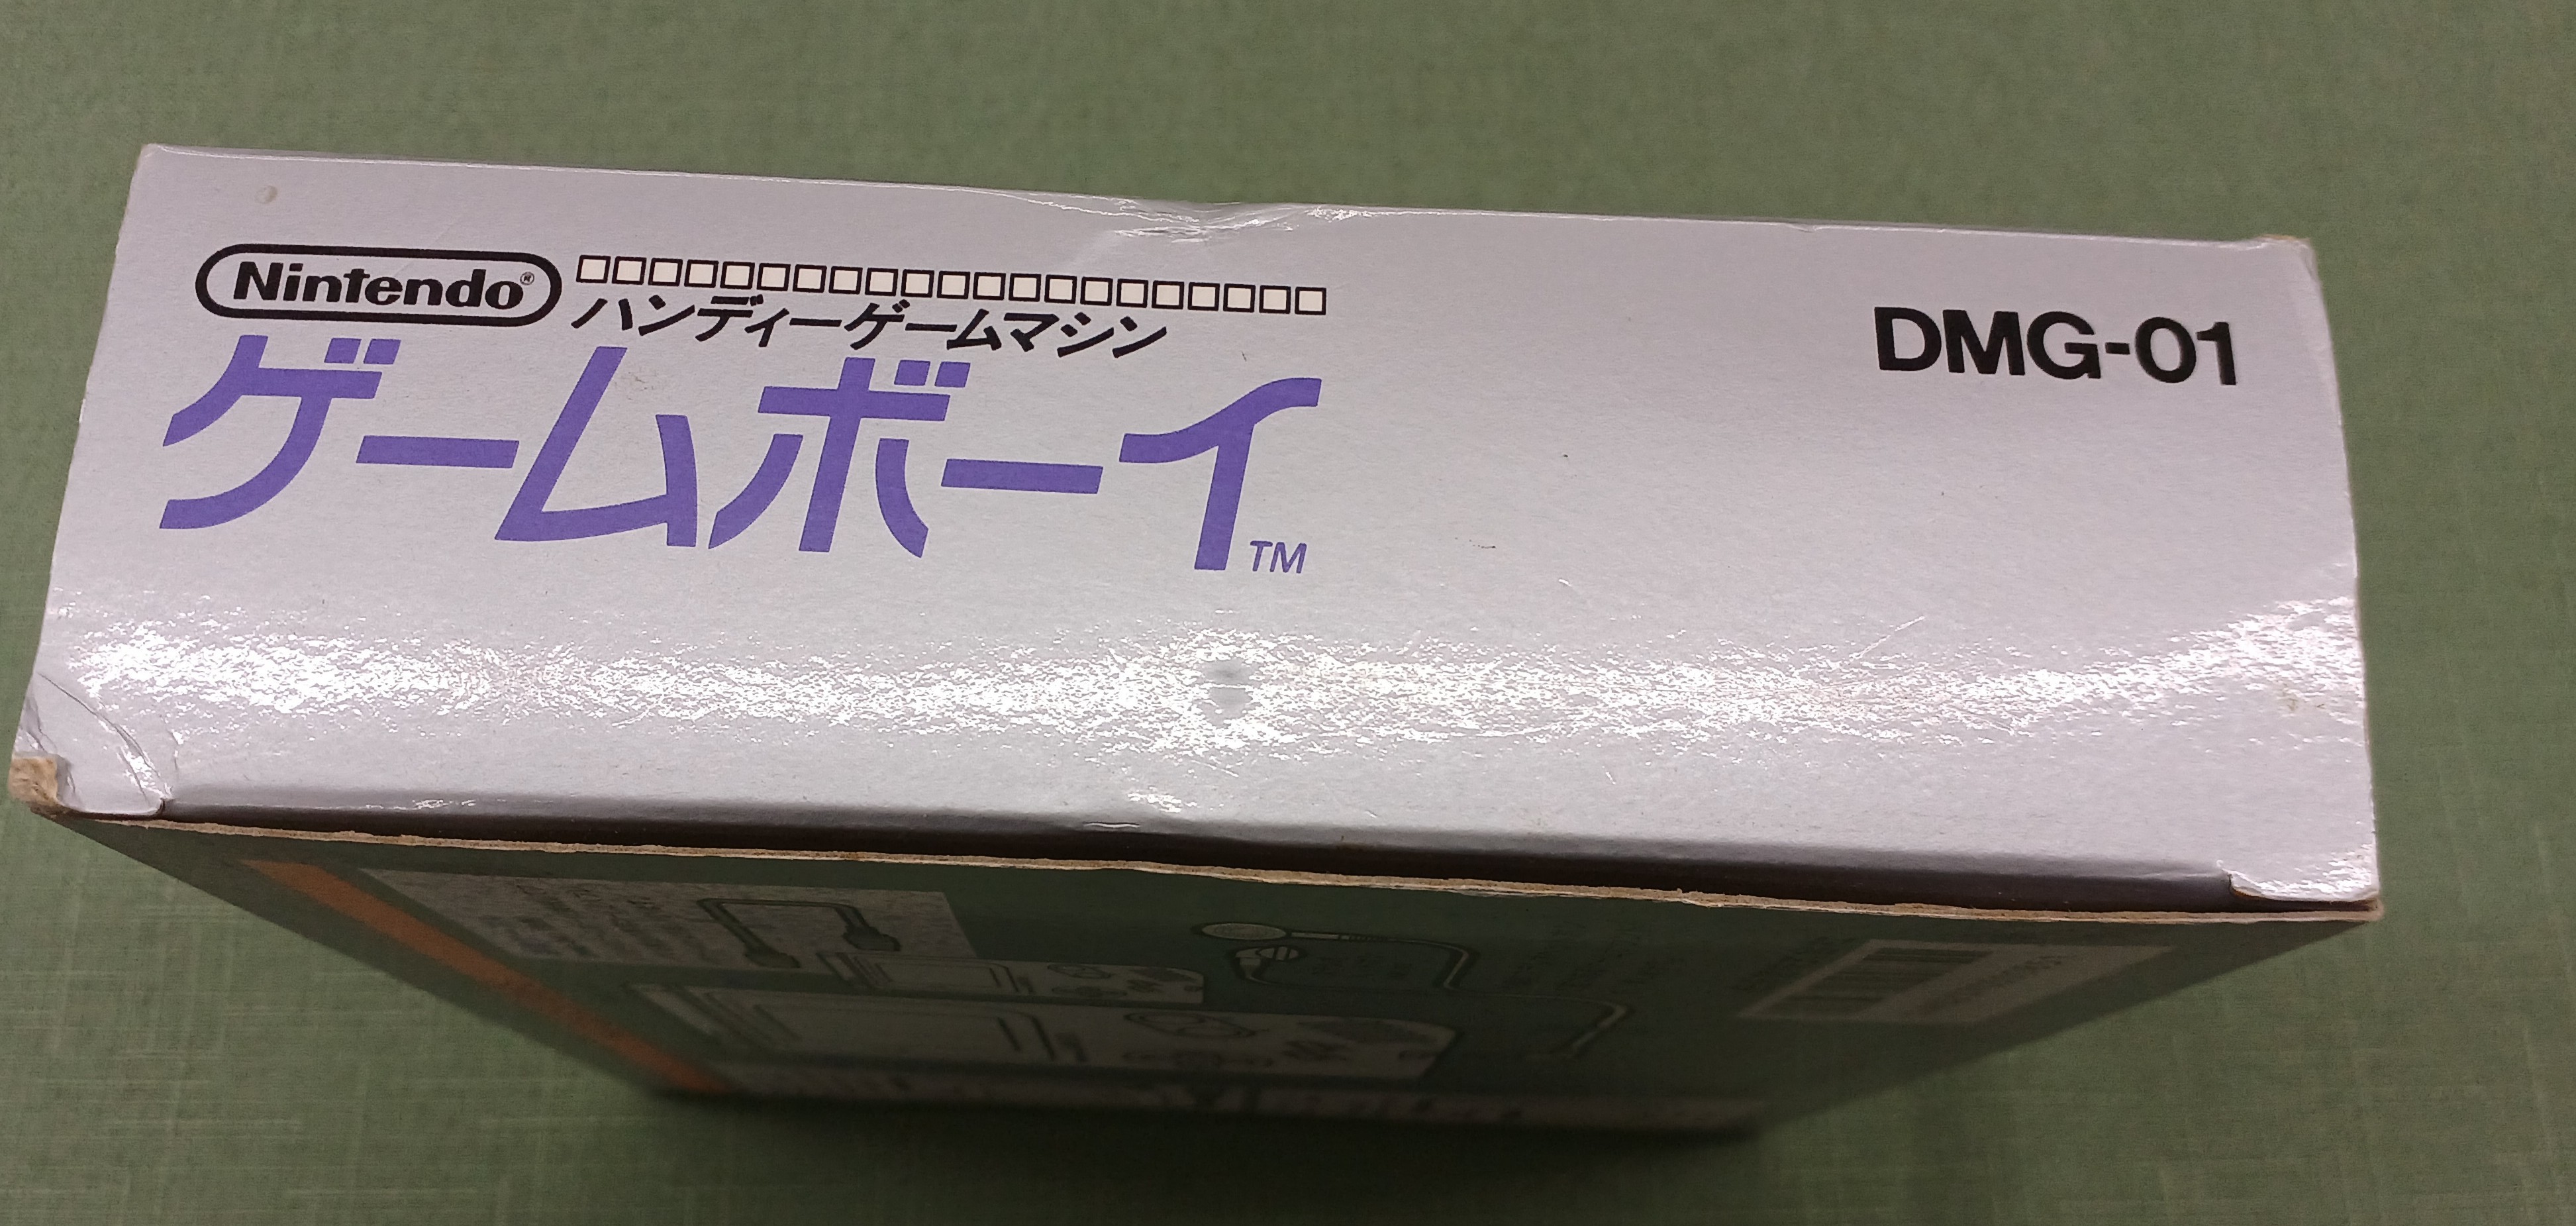 Nintendo®
ハンディーゲームマシン
ゲームボーイ™
DMG-01